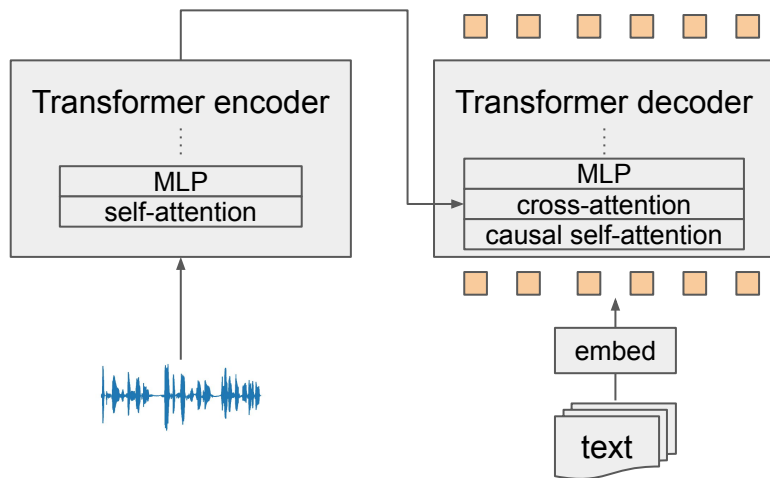 Transformer encoder
MLP
self-attention
Transformer decoder
MLP
cross-attention
causal self-attention
embed
text